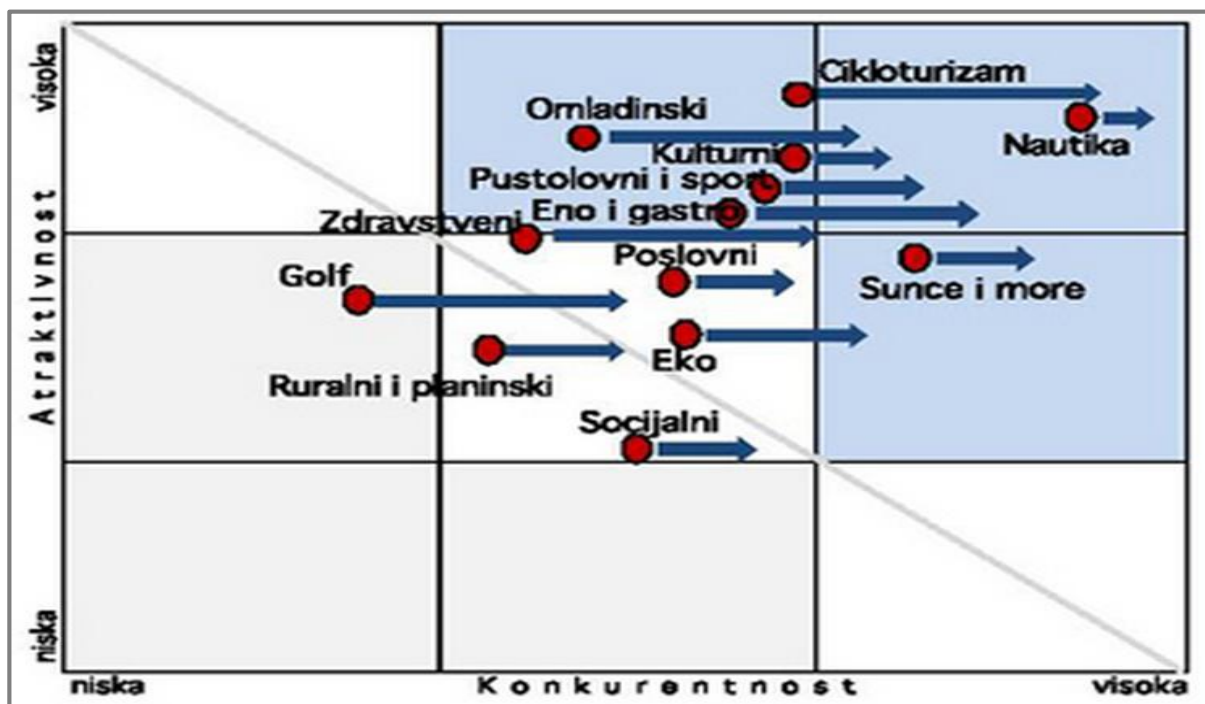 visoka
Atraktivnost
niska
Cikloturizam
Omladinski
Nautika
Kulturni
Pustolovni i sport
Eno i gastro
Zdravstveni
Poslovni
Golf
Sunce i more
Eko
Ruralni i planinski
Socijalni
niska
Konkurentnost
visoka